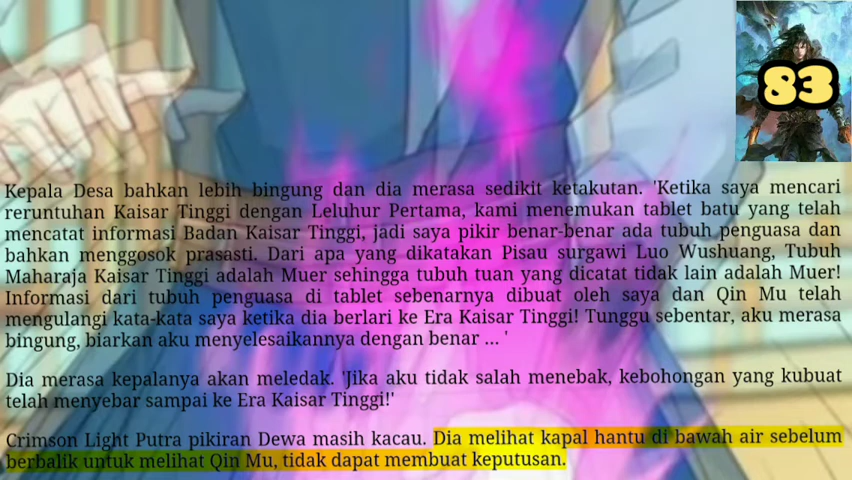 83
Kepala Desa bahkan lebih bingung dan dia merasa sedikit ketakutan. 'Ketika saya mencari
reruntuhan Kaisar Tinggi dengan Leluhur Pertama, kami menemukan tablet batu yang telah
mencatat informasi Badan Kaisar Tinggi, jadi saya pikir benar-benar ada tubuh penguasa dan
bahkan menggosok prasasti. Dari apa yang dikatakan Pisau surgawi Luo Wushuang, Tubuh
Maharaja Kaisar Tinggi adalah Muer sehingga tubuh tuan yang dicatat tidak lain adalah Muer!
Informasi dari tubuh penguasa di tablet sebenarnya dibuat oleh saya dan Qin Mu telah
mengulangi kata-kata saya ketika dia berlari ke Era Kaisar Tinggi! Tunggu sebentar, aku merasa
bingung, biarkan aku menyelesaikannya dengan benar ... '
Dia merasa kepalanya akan meledak. 'Jika aku tidak salah menebak, kebohongan yang kubuat
telah menyebar sampai ke Era Kaisar Tinggi!'
Crimson Light Putra pikiran Dewa masih kacau. Dia melihat kapal hantu di bawah air sebelum
berbalik untuk melihat Qin Mu, tidak dapat membuat keputusan.